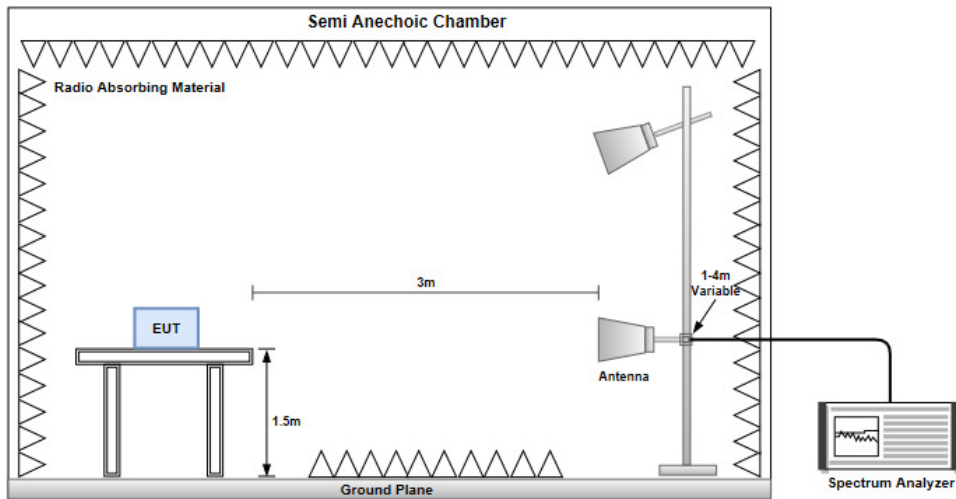 Semi Anechoic Chamber
Radio Absorbing Material
3m
1-4m
Variable
EUT
Antenna
1.5m
Ground Plane
Spectrum Analyzer